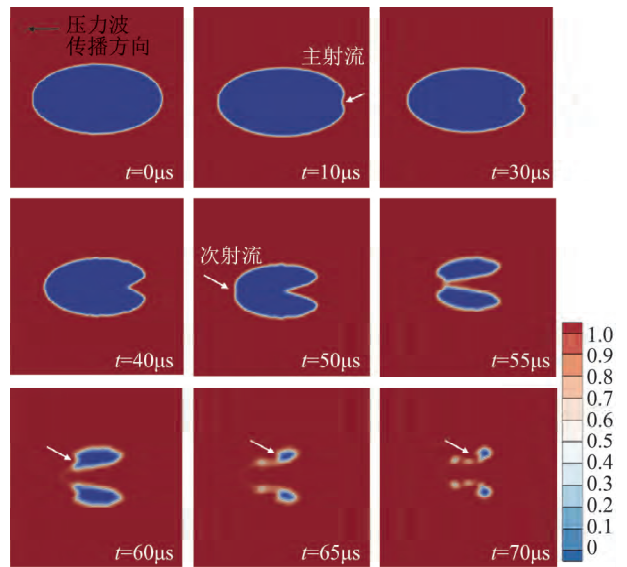 压力波
传播方向
主射流
t=0μs
t=10μs
t=30μs
次射流
t=40μs
t=50μs
t=55μs
1.0
0.9
0.8
0.7
0.6
0.5
0.4
0.3
0.2
0.1
0
t=60μs
t=65μs
t=70μs